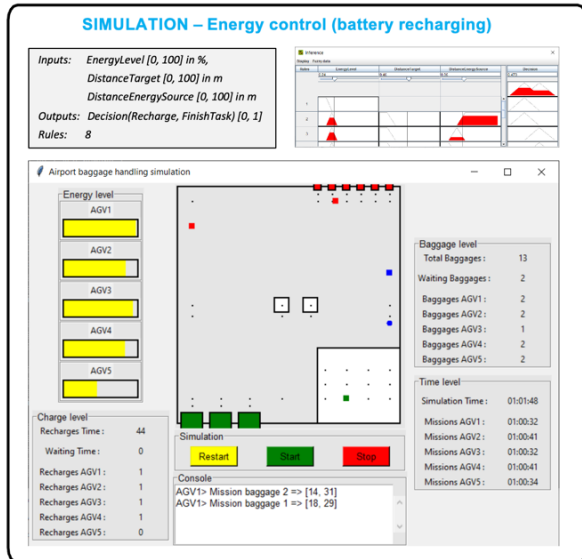 SIMULATION – Energy control (battery recharging)
Inputs: EnergyLevel [0, 100] in %,
DistanceTarget [0, 100] in m
DistanceEnergySource [0, 100] in m
Outputs: Decision(Recharge, FinishTask) [0, 1]
Rules: 8
Inference
Airport baggage handling simulation
Energy level
AGV1
AGV2
AGV3
AGV4
AGV5
Charge level
Recharges Time : 44
Waiting Time : 0
Recharges AGV1 : 1
Recharges AGV2 : 1
Recharges AGV3 : 1
Recharges AGV4 : 1
Recharges AGV5 : 0
Simulation
Restart Start Stop
Console
AGV1> Mission baggage 2 => [14, 31]
AGV1> Mission baggage 1 => [18, 29]
Baggage level
Total Baggages : 13
Waiting Baggages : 2
Baggages AGV1 : 2
Baggages AGV2 : 2
Baggages AGV3 : 1
Baggages AGV4 : 2
Baggages AGV5 : 2
Time level
Simulation Time : 01:01:48
Missions AGV1 : 01:00:32
Missions AGV2 : 01:00:41
Missions AGV3 : 01:00:32
Missions AGV4 : 01:00:41
Missions AGV5 : 01:00:34